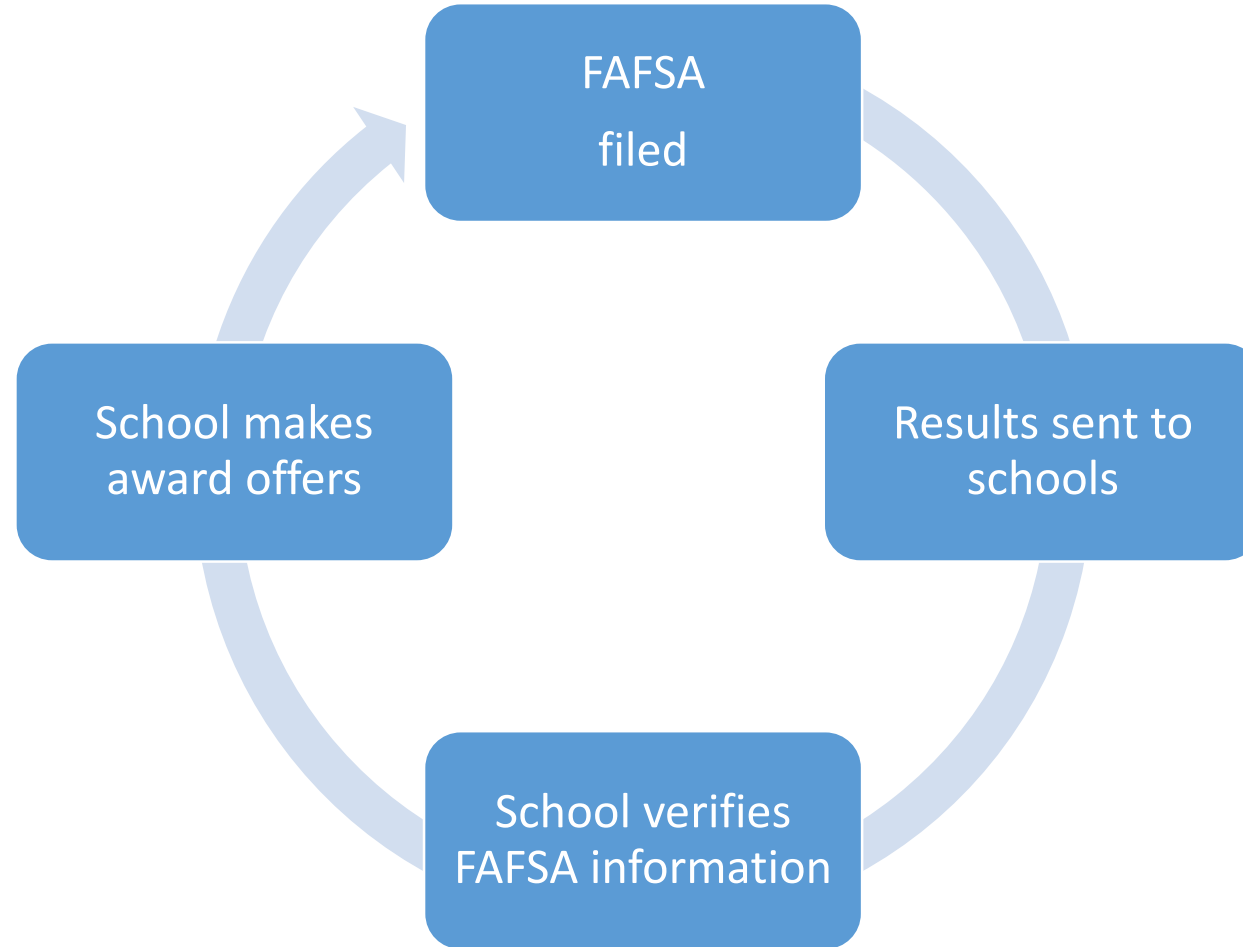 FAFSA
filed
Results sent to
schools
School verifies
FAFSA information
School makes
award offers